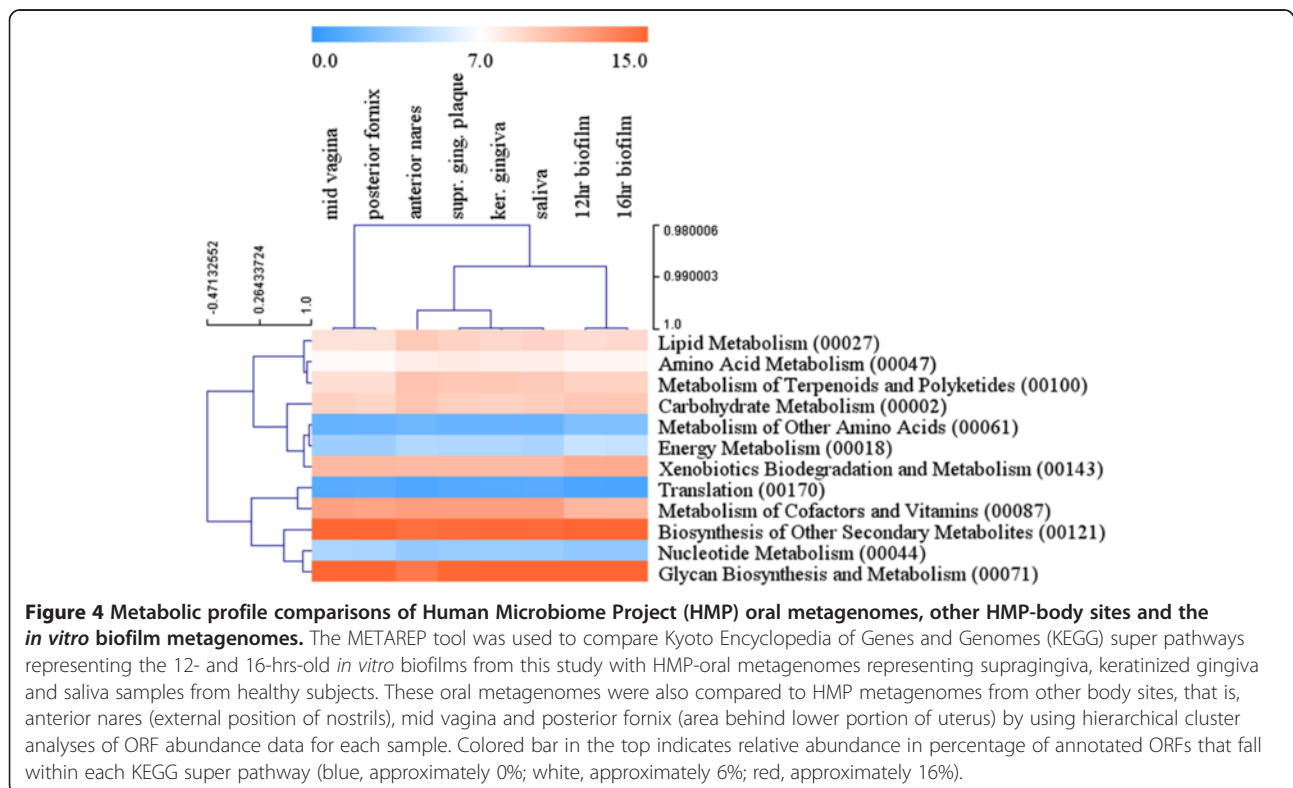 0.0 7.0 15.0
mid vagina
posterior fornix
anterior nares
supr. ging. plaque
ker. gingiva
saliva
12hr biofilm
16hr biofilm
0.980006
0.990003
1.0
-0.47132552
0.26433724
1.0
Lipid Metabolism (00027)
Amino Acid Metabolism (00047)
Metabolism of Terpenoids and Polyketides (00100)
Carbohydrate Metabolism (00002)
Metabolism of Other Amino Acids (00061)
Energy Metabolism (00018)
Xenobiotics Biodegradation and Metabolism (00143)
Translation (00170)
Metabolism of Cofactors and Vitamins (00087)
Biosynthesis of Other Secondary Metabolites (00121)
Nucleotide Metabolism (00044)
Glycan Biosynthesis and Metabolism (00071)
Figure 4 Metabolic profile comparisons of Human Microbiome Project (HMP) oral metagenomes, other HMP-body sites and the
in vitro biofilm metagenomes. The METAREP tool was used to compare Kyoto Encyclopedia of Genes and Genomes (KEGG) super pathways
representing the 12- and 16-hrs-old in vitro biofilms from this study with HMP-oral metagenomes representing supragingiva, keratinized gingiva
and saliva samples from healthy subjects. These oral metagenomes were also compared to HMP metagenomes from other body sites, that is,
anterior nares (external position of nostrils), mid vagina and posterior fornix (area behind lower portion of uterus) by using hierarchical cluster
analyses of ORF abundance data for each sample. Colored bar in the top indicates relative abundance in percentage of annotated ORFs that fall
within each KEGG super pathway (blue, approximately 0%; white, approximately 6%; red, approximately 16%).